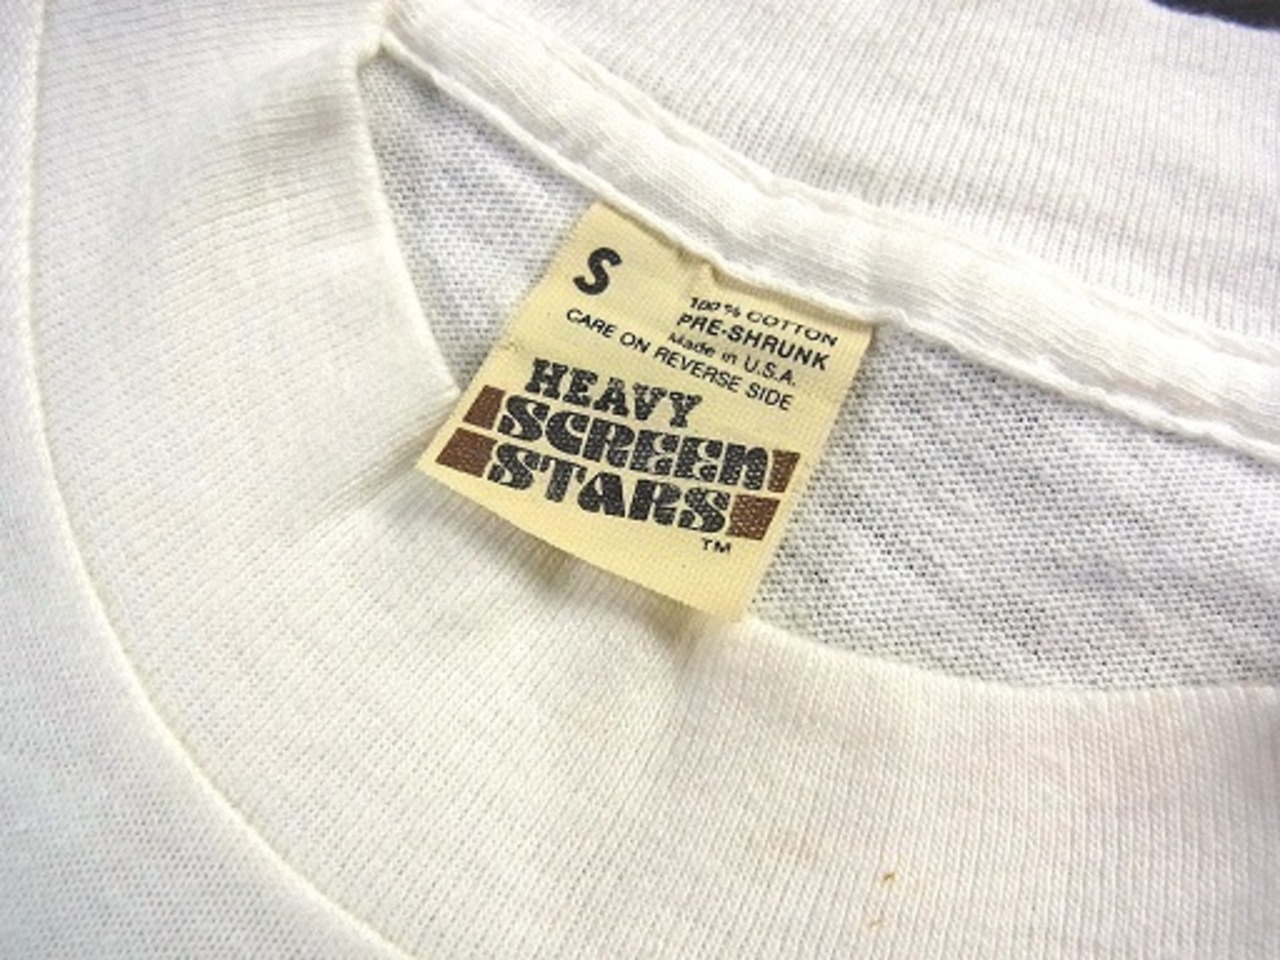 S
100% COTTON
PRE-SHRUNK
Made in U.S.A.
CARE ON REVERSE SIDE
HEAVY
SCREEN
STARS
TM